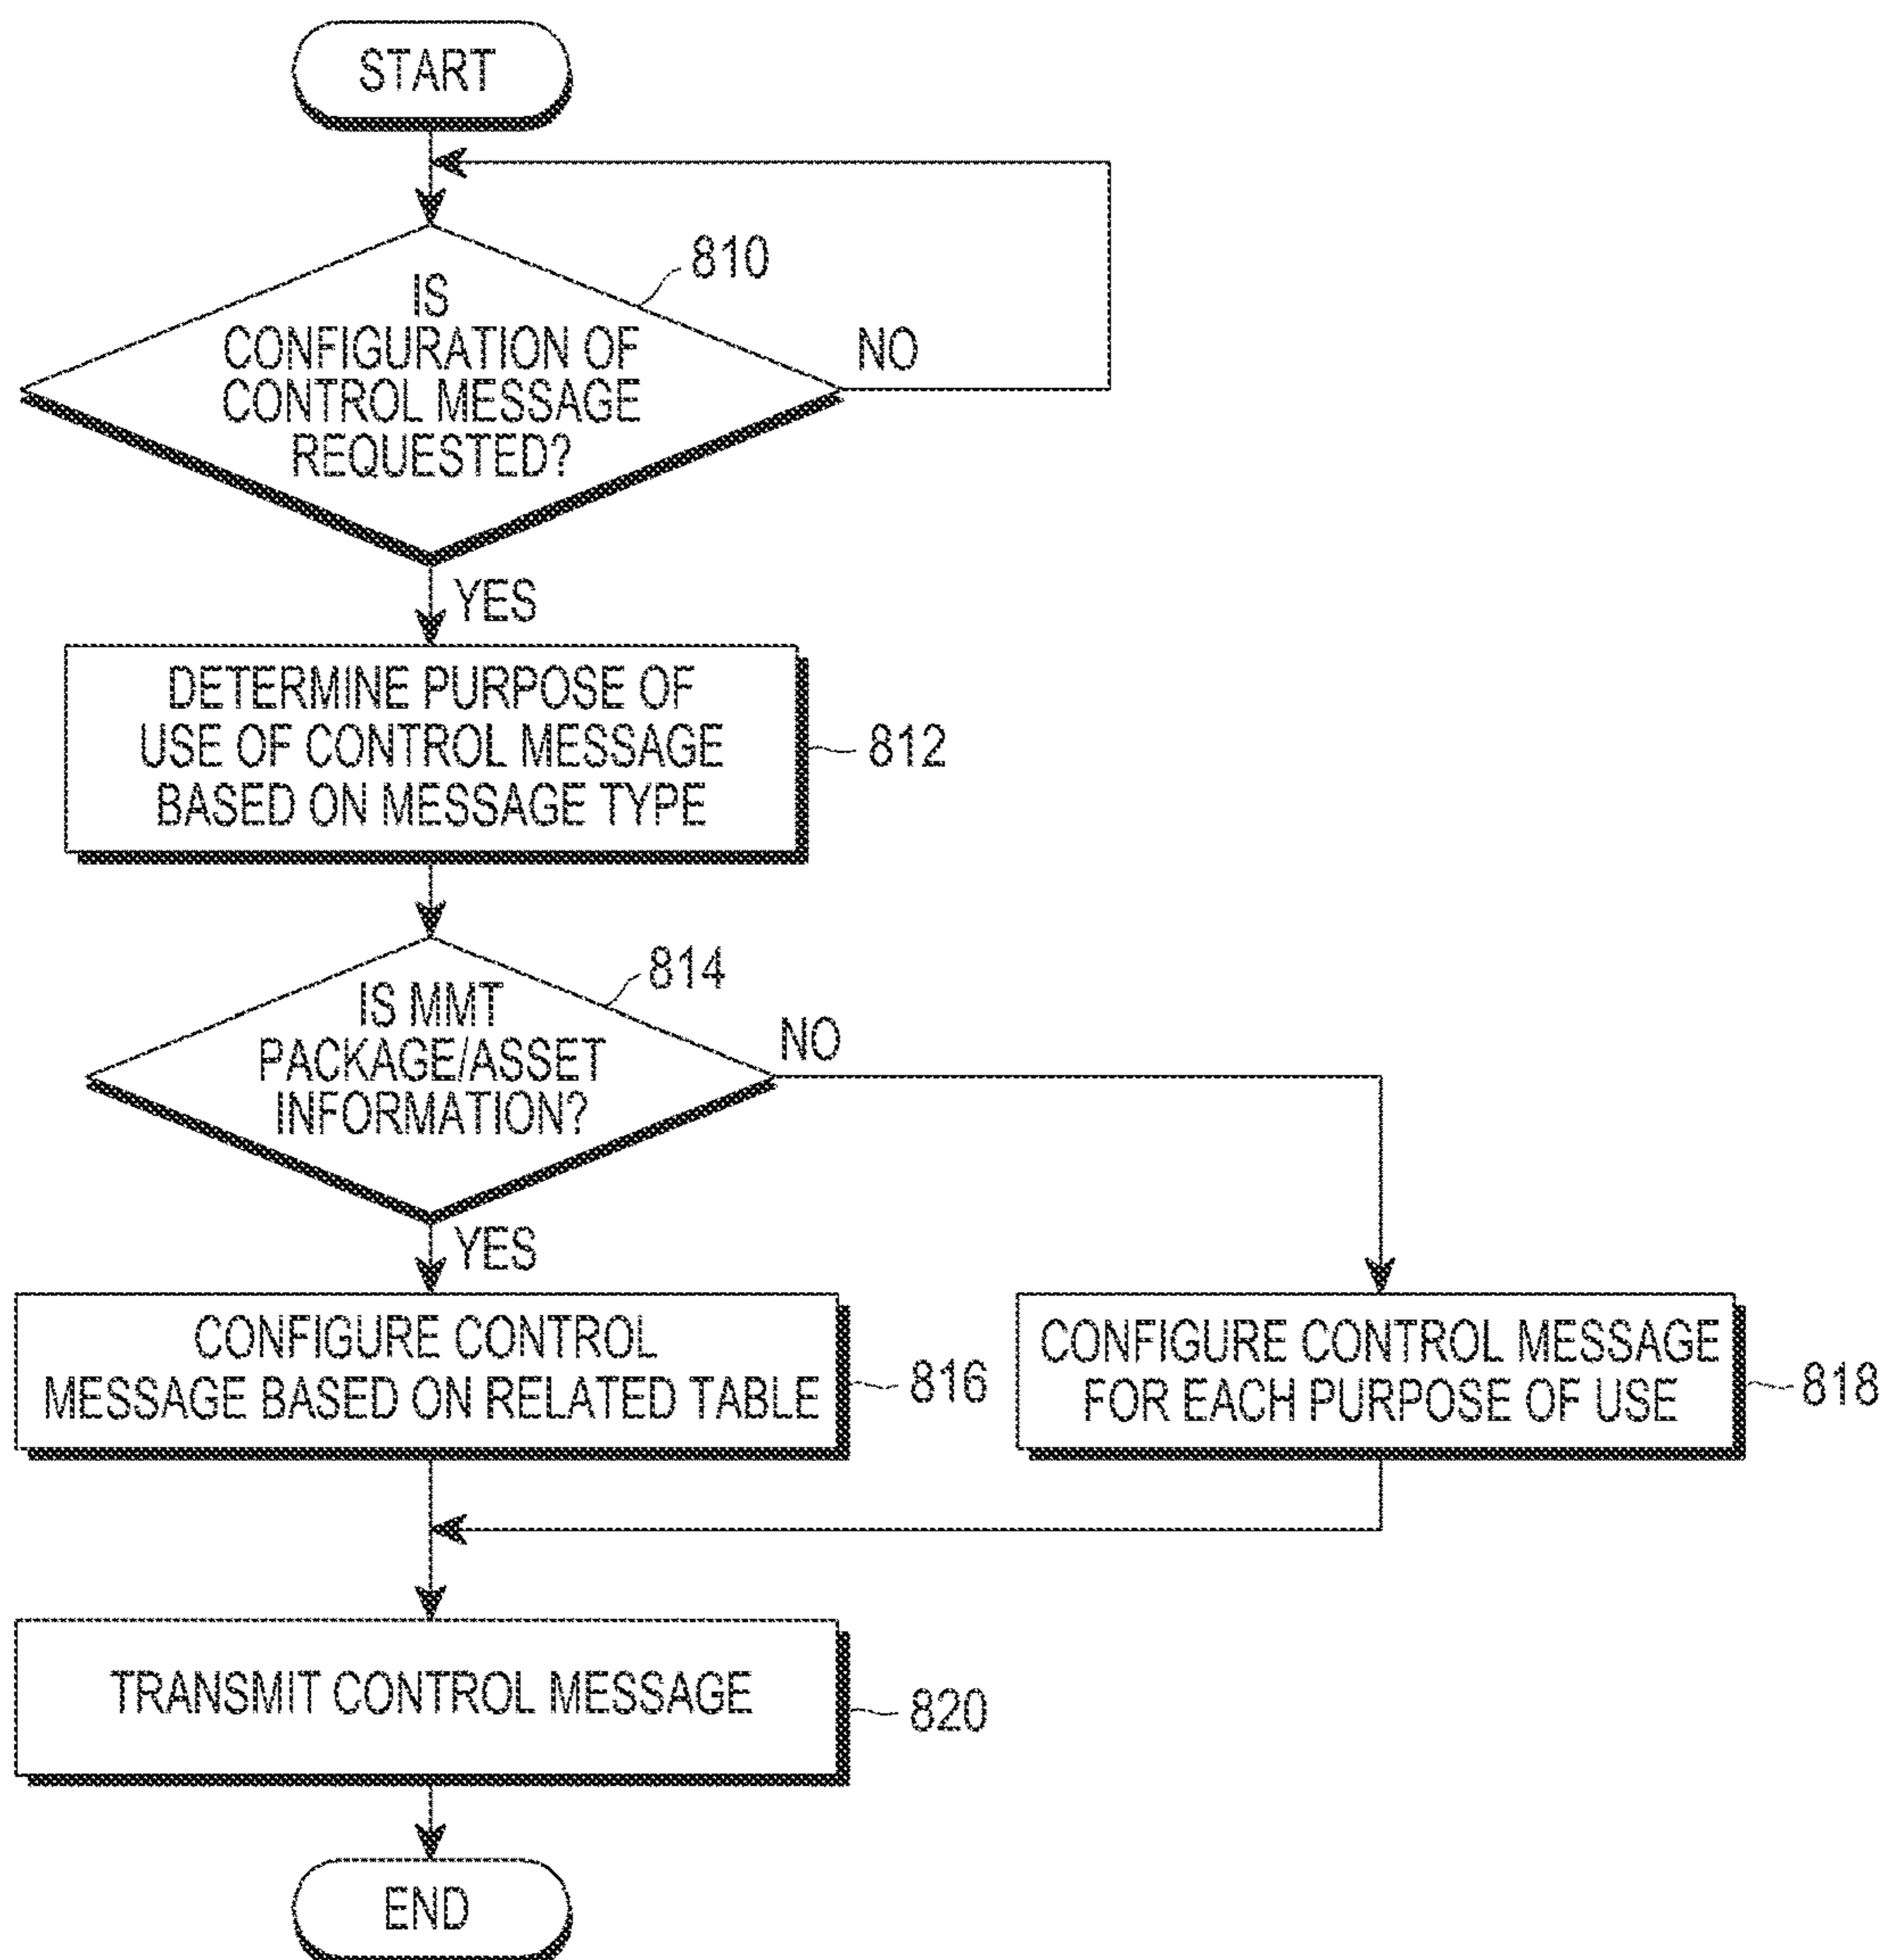 START
810
IS
CONFIGURATION OF
CONTROL MESSAGE
REQUESTED?
NO
YES
DETERMINE PURPOSE OF
USE OF CONTROL MESSAGE
BASED ON MESSAGE TYPE
812
814
IS MMT
PACKAGE/ASSET
INFORMATION?
NO
YES
CONFIGURE CONTROL
MESSAGE BASED ON RELATED TABLE
816
CONFIGURE CONTROL MESSAGE
FOR EACH PURPOSE OF USE
818
TRANSMIT CONTROL MESSAGE
820
END